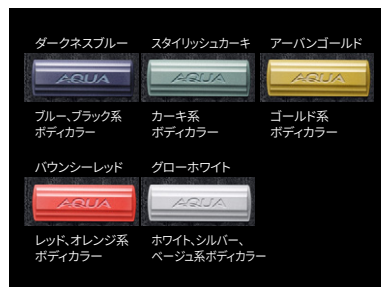 ダークネスブルー
スタイリッシュカーキ
アーバンゴールド
AQUA
AQUA
AQUA
ブルー、ブラック系
ボディカラー
カーキ系
ボディカラー
ゴールド系
ボディカラー
バウンシーレッド
グローホワイト
AQUA
AQUA
レッド、オレンジ系
ボディカラー
ホワイト、シルバー、
ベージュ系ボディカラー